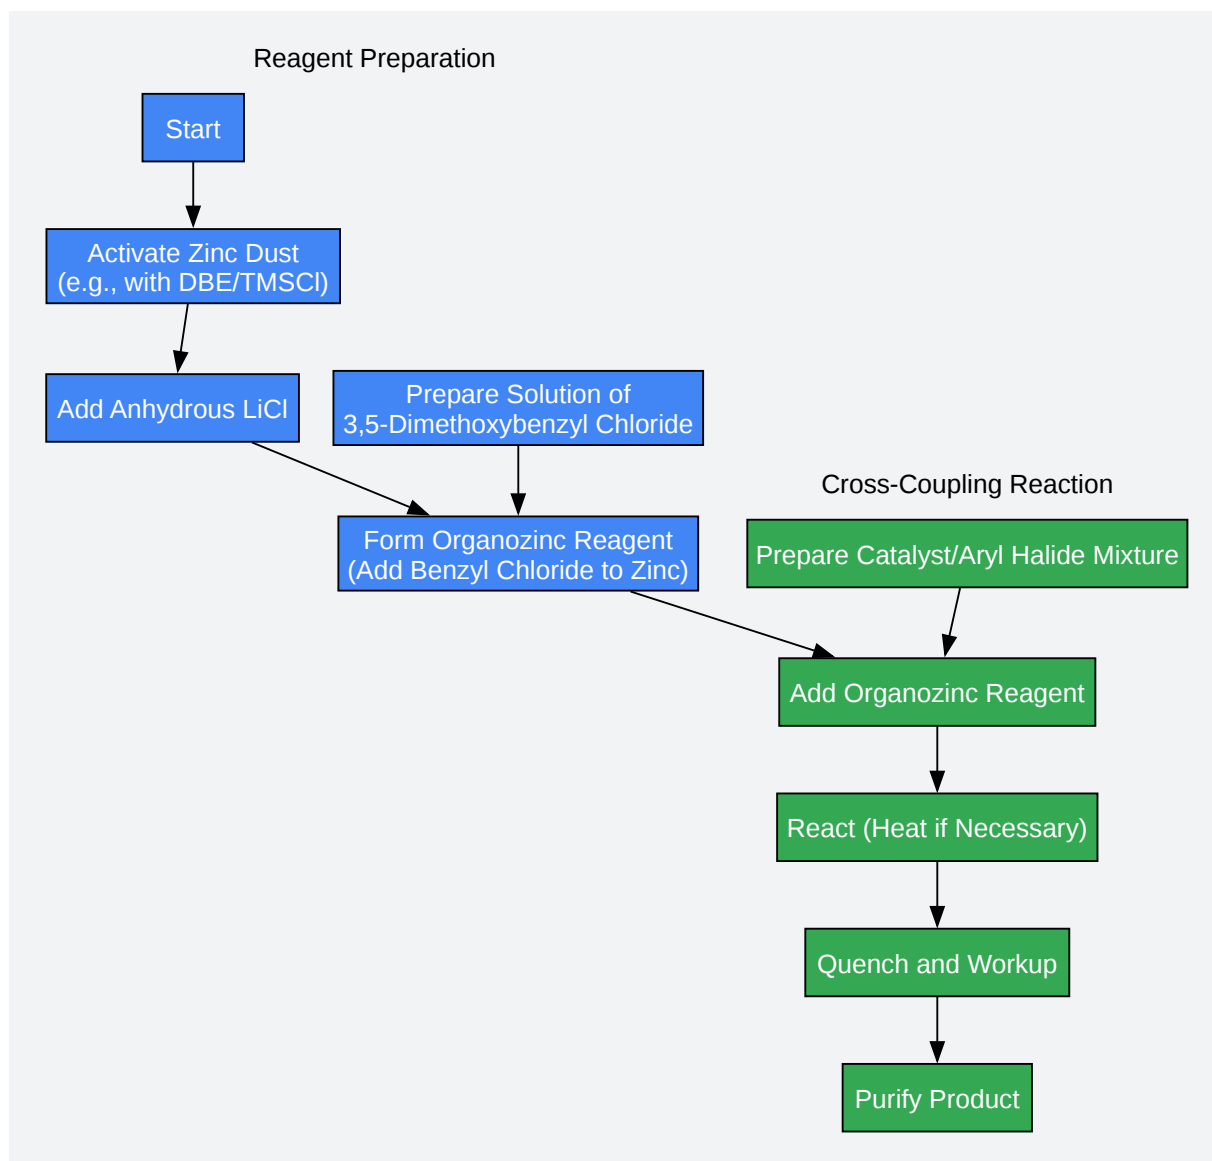 Reagent Preparation
Start
Activate Zinc Dust
(e.g., with DBE/TMSCl)
Add Anhydrous LiCl
Prepare Solution of
3,5-Dimethoxybenzyl Chloride
Form Organozinc Reagent
(Add Benzyl Chloride to Zinc)
Cross-Coupling Reaction
Prepare Catalyst/Aryl Halide Mixture
Add Organozinc Reagent
React (Heat if Necessary)
Quench and Workup
Purify Product